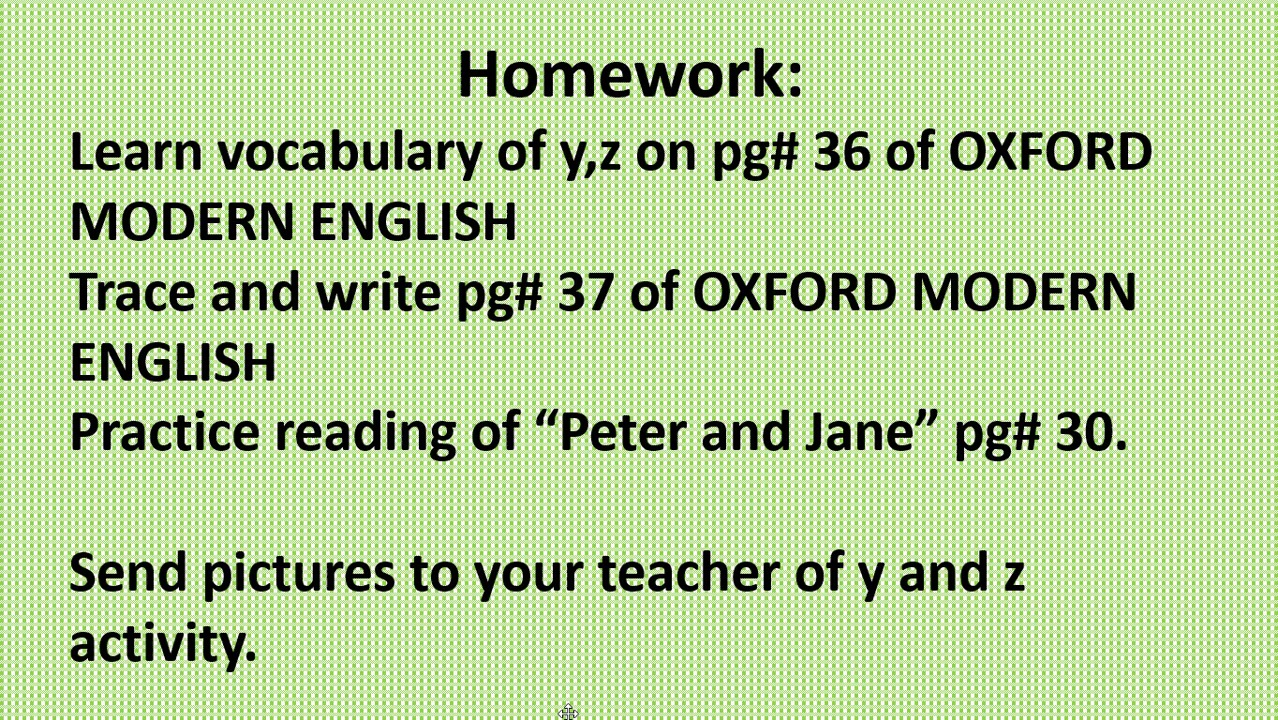 Homework:
Learn vocabulary of y,z on pg# 36 of OXFORD
MODERN ENGLISH
Trace and write pg# 37 of OXFORD MODERN
ENGLISH
Practice reading of “Peter and Jane” pg# 30.
Send pictures to your teacher of y and z
activity.